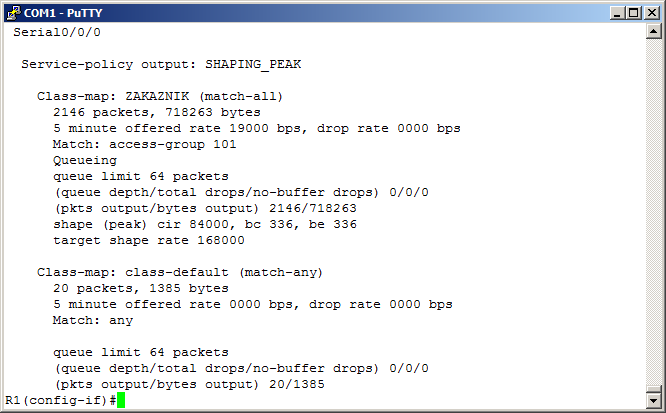 COM1 - PuTTY
Serial0/0/0
Service-policy output: SHAPING_PEAK
Class-map: ZAKAZNIK (match-all)
2146 packets, 718263 bytes
5 minute offered rate 19000 bps, drop rate 0000 bps
Match: access-group 101
Queueing
queue limit 64 packets
(queue depth/total drops/no-buffer drops) 0/0/0
(pkts output/bytes output) 2146/718263
shape (peak) cir 84000, bc 336, be 336
target shape rate 168000
Class-map: class-default (match-any)
20 packets, 1385 bytes
5 minute offered rate 0000 bps, drop rate 0000 bps
Match: any
queue limit 64 packets
(queue depth/total drops/no-buffer drops) 0/0/0
(pkts output/bytes output) 20/1385
R1(config-if)#